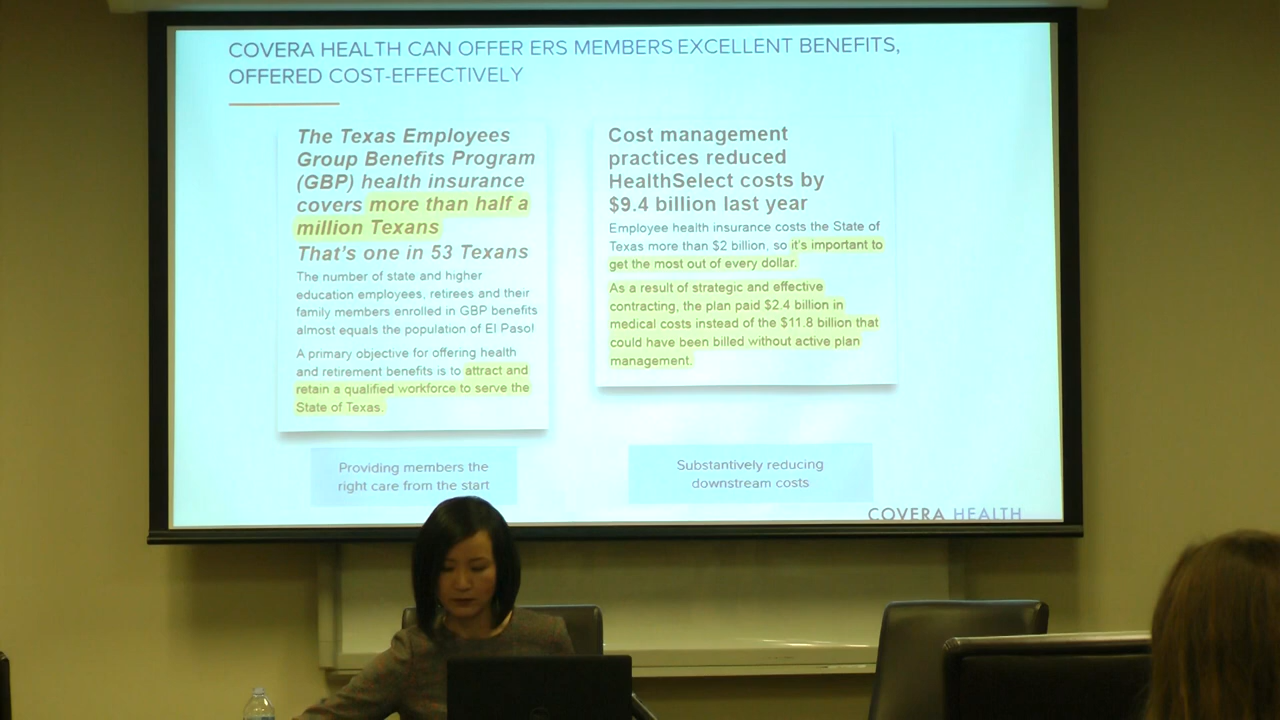 COVERA HEALTH CAN OFFER ERS MEMBERS EXCELLENT BENEFITS,
OFFERED COST-EFFECTIVELY
The Texas Employees
Group Benefits Program
(GBP) health insurance
covers more than half a
million Texans
That's one in 53 Texans
The number of state and higher
education employees, retirees and their
family members enrolled in GBP benefits
almost equals the population of El Paso!
A primary objective for offering health
and retirement benefits is to attract and
retain a qualified workforce to serve the
State of Texas.
Providing members the
right care from the start
Cost management
practices reduced
HealthSelect costs by
$9.4 billion last year
Employee health insurance costs the State of
Texas more than $2 billion, so it's important to
get the most out of every dollar.
As a result of strategic and effective
contracting, the plan paid $2.4 billion in
medical costs instead of the $11.8 billion that
could have been billed without active plan
management.
Substantively reducing
downstream costs
COVERA HEALTH